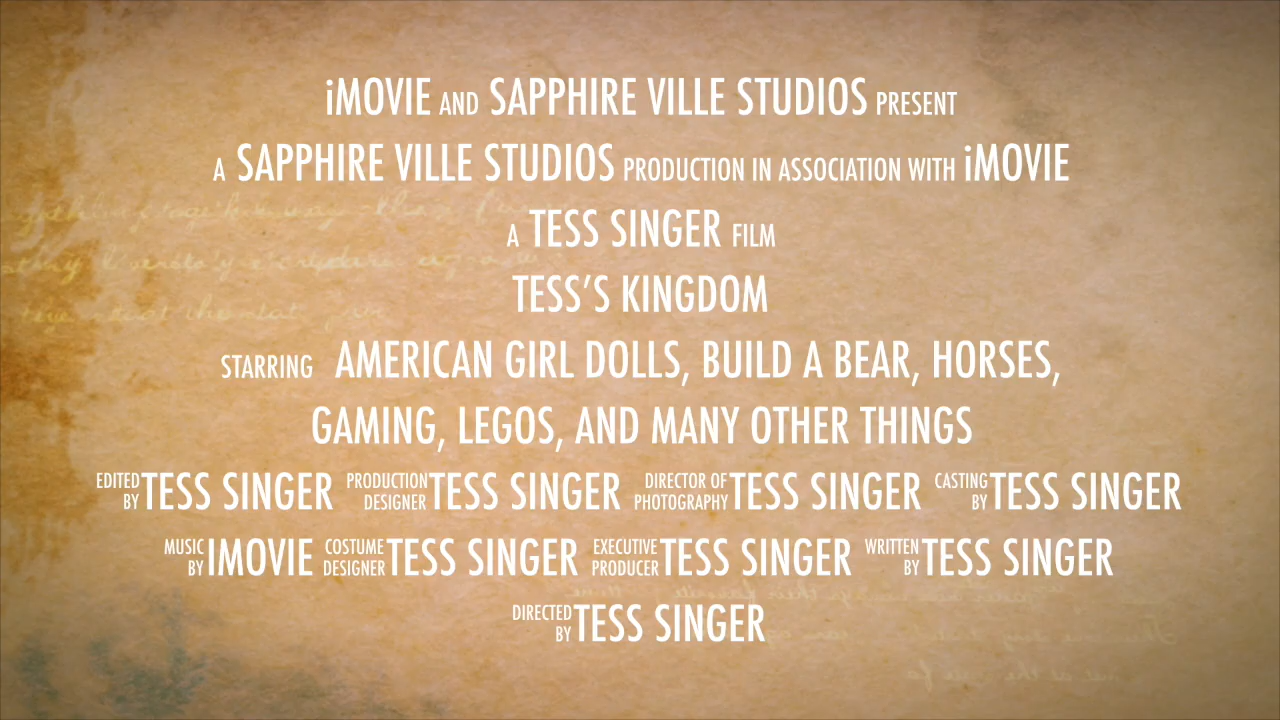 iMOVIE AND SAPPHIRE VILLE STUDIOS PRESENT
A SAPPHIRE VILLE STUDIOS PRODUCTION IN ASSOCIATION WITH iMOVIE
A TESS SINGER FILM
TESS'S KINGDOM
STARRING AMERICAN GIRL DOLLS, BUILD A BEAR, HORSES,
GAMING, LEGOS, AND MANY OTHER THINGS
EDITED BY TESS SINGER PRODUCTION DESIGNER TESS SINGER DIRECTOR OF PHOTOGRAPHY TESS SINGER CASTING BY TESS SINGER
MUSIC BY IMOVIE COSTUME DESIGNER TESS SINGER EXECUTIVE PRODUCER TESS SINGER WRITTEN BY TESS SINGER
DIRECTED BY TESS SINGER